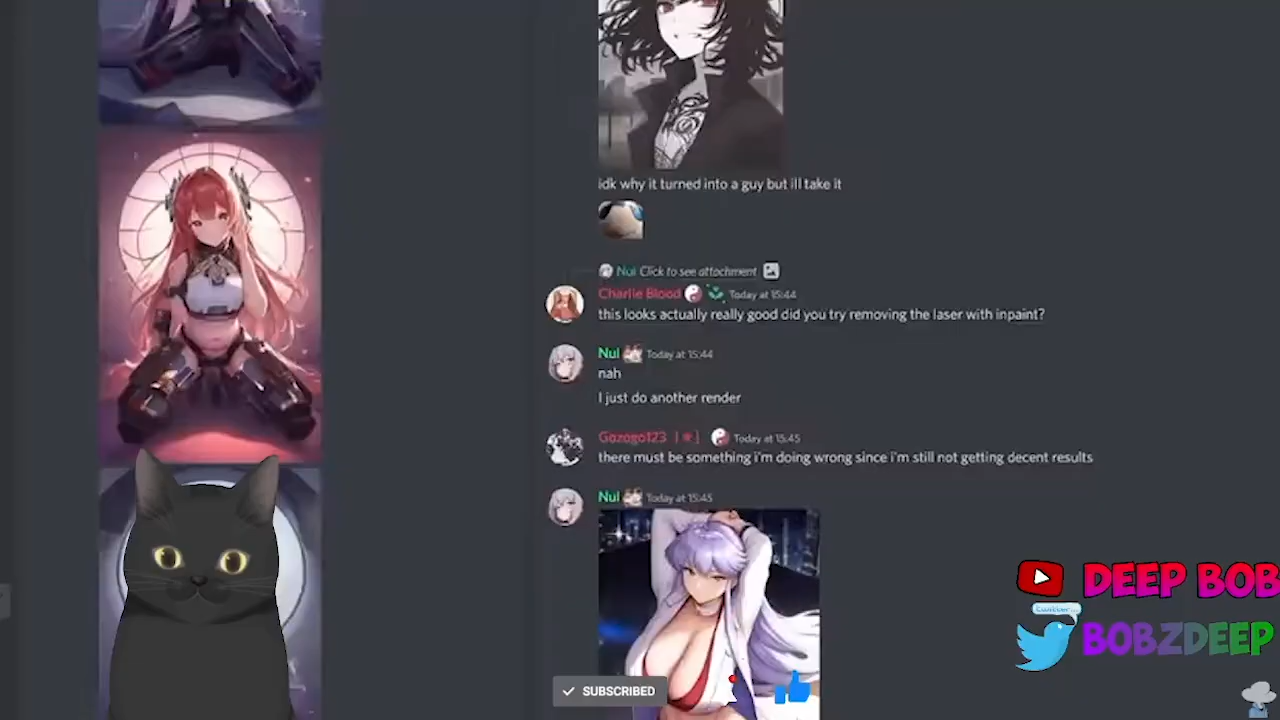 idk why it turned into a guy but ill take it
Nul Click to see attachment
Charlie Blood Today at 15:44
this looks actually really good did you try removing the laser with inpaint?
Nul Today at 15:44
nah
I just do another render
Gazago123 [☀] Today at 15:45
there must be something i'm doing wrong since i'm still not getting decent results
Nul Today at 15:45
DEEP BOB
twitter...
BOBZDEEP
SUBSCRIBED